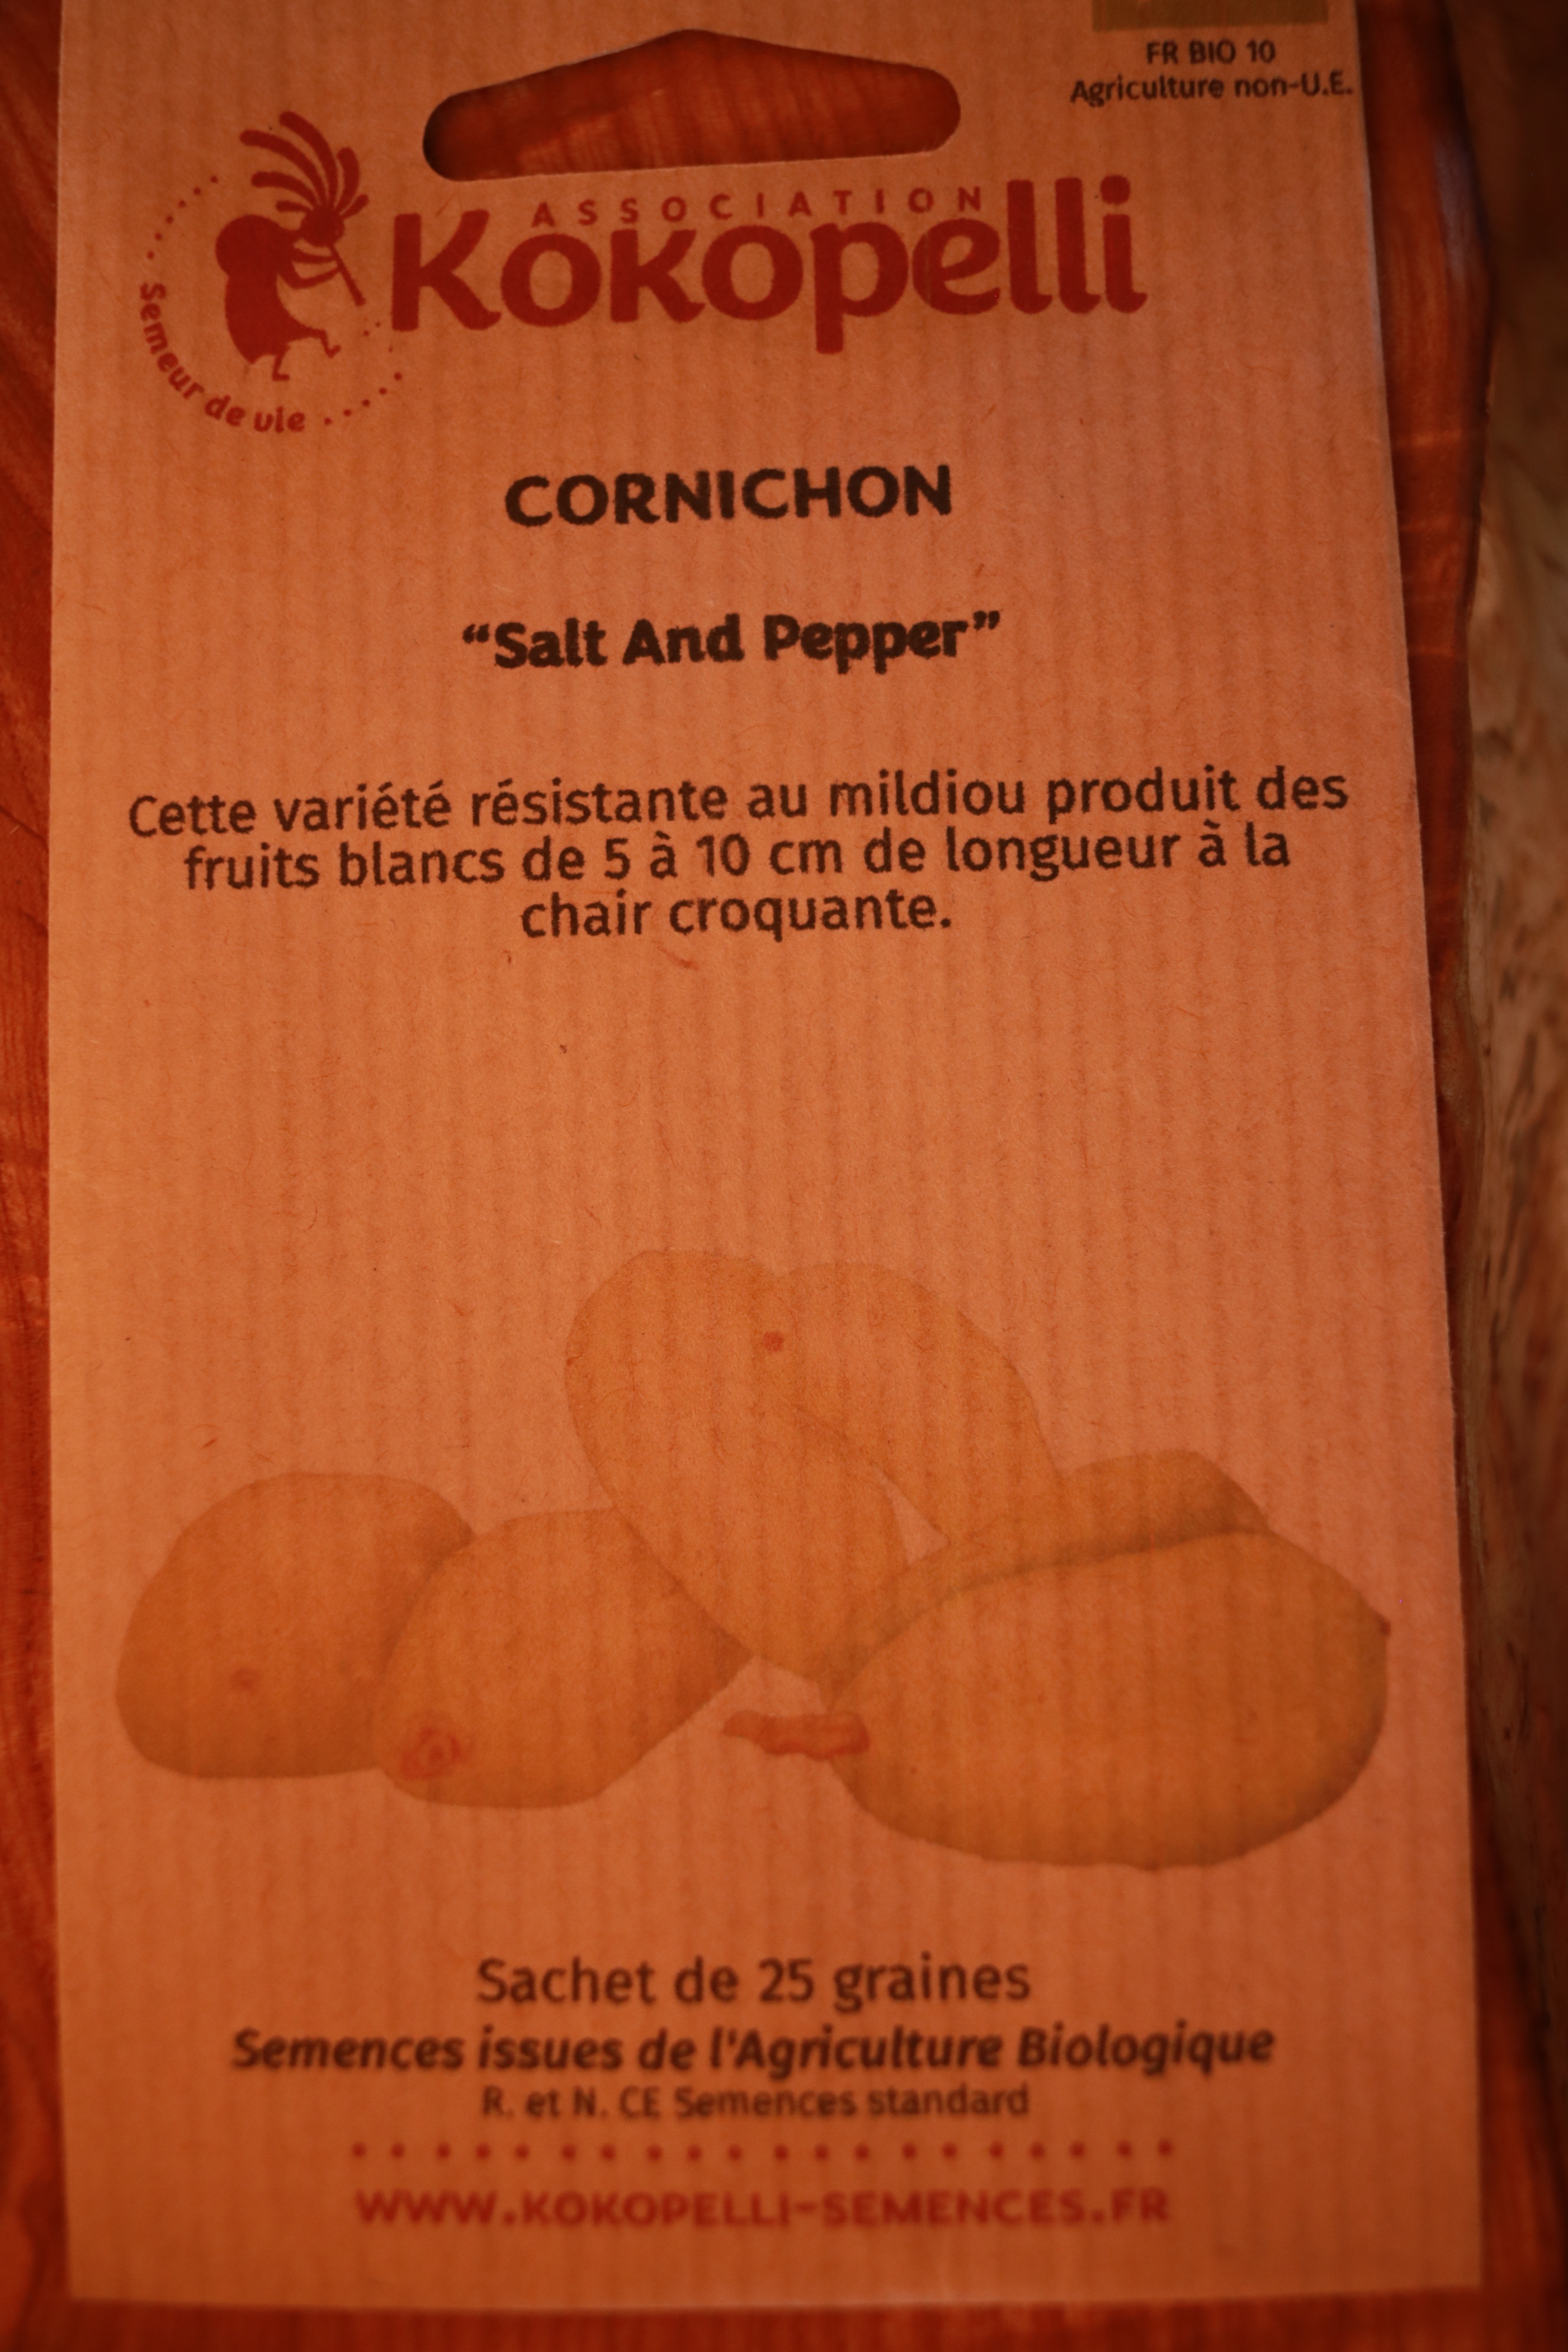 FR BIO 10
Agriculture non-U.E.
ASSOCIATION
Kokopelli
Semeur de vie
CORNICHON
“Salt And Pepper”
Cette variété résistante au mildiou produit des
fruits blancs de 5 à 10 cm de longueur à la
chair croquante.
Sachet de 25 graines
Semences issues de l'Agriculture Biologique
R. et N. CE Semences standard
WWW.KOKOPELLI-SEMENCES.FR